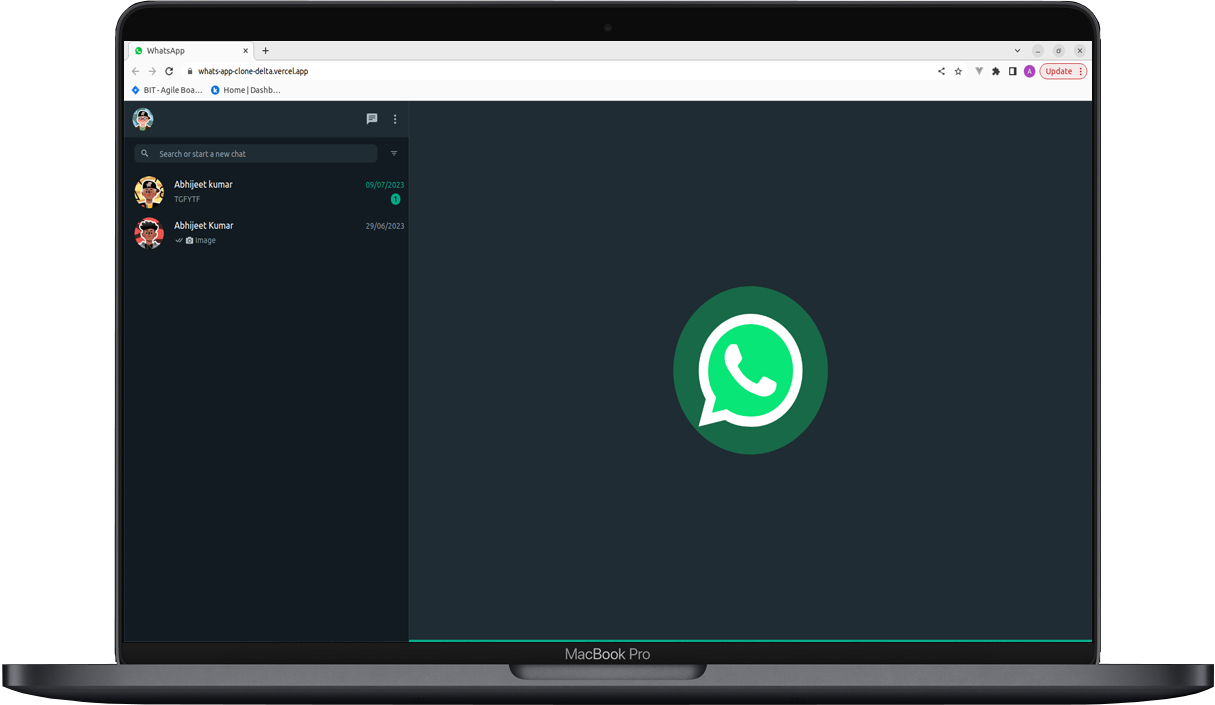 WhatsApp
whats-app-clone-delta.vercel.app
A
Update
BIT - Agile Boa...
Home | Dashb...
Search or start a new chat
Abhijeet kumar
09/07/2023
TGFYTF
1
Abhijeet Kumar
29/06/2023
Image
MacBook Pro